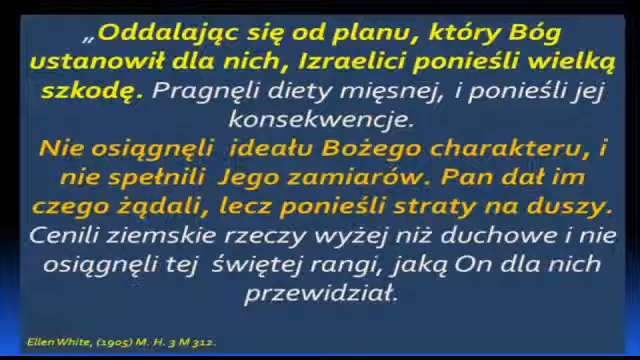 „Oddalając się od planu, który Bóg
ustanowił dla nich, Izraelici ponieśli wielką
szkodę. Pragnęli diety mięsnej, i ponieśli jej
konsekwencje.
Nie osiągnęli ideału Bożego charakteru, i
nie spełnili Jego zamiarów. Pan dał im
czego żądali, lecz ponieśli straty na duszy.
Cenili ziemskie rzeczy wyżej niż duchowe i nie
osiągnęli tej świętej rangi, jaką On dla nich
przewidział.
Ellen White, (1905) M. H. 3 M 312.